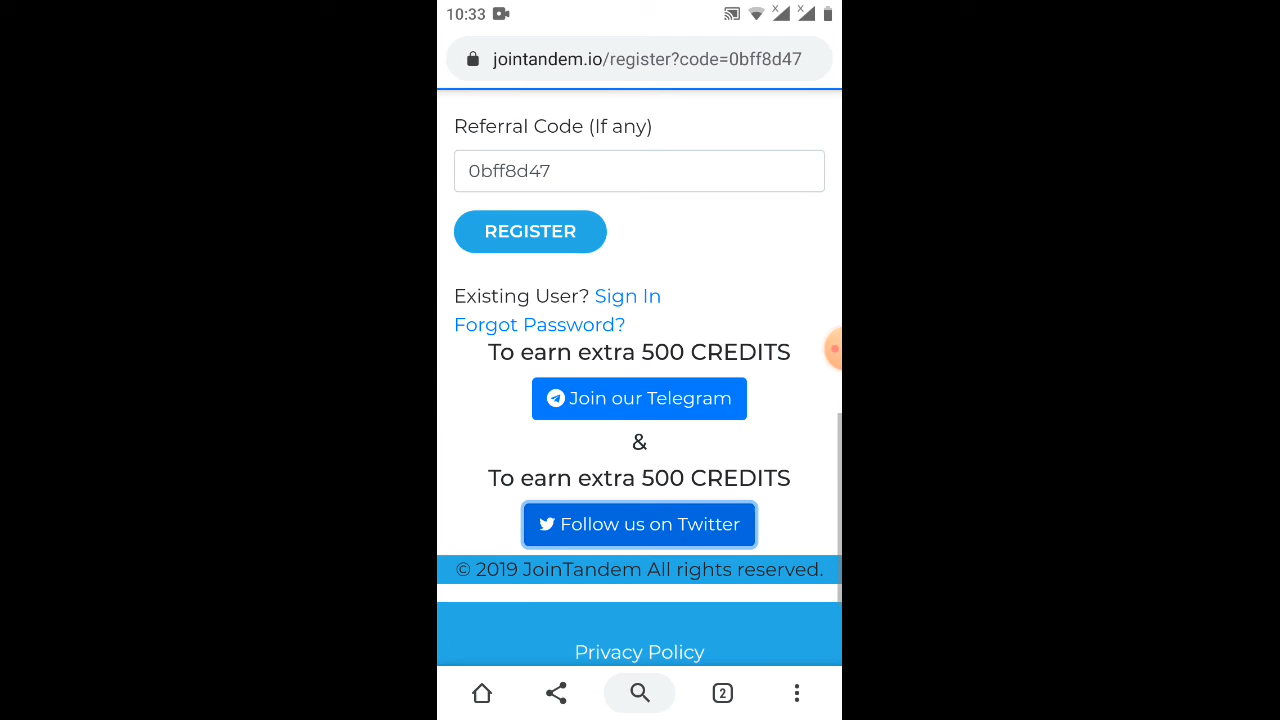 10:33
jointandem.io/register?code=0bff8d47
Referral Code (If any)
0bff8d47
REGISTER
Existing User? Sign In
Forgot Password?
To earn extra 500 CREDITS
Join our Telegram
&
To earn extra 500 CREDITS
Follow us on Twitter
© 2019 JoinTandem All rights reserved.
Privacy Policy
2